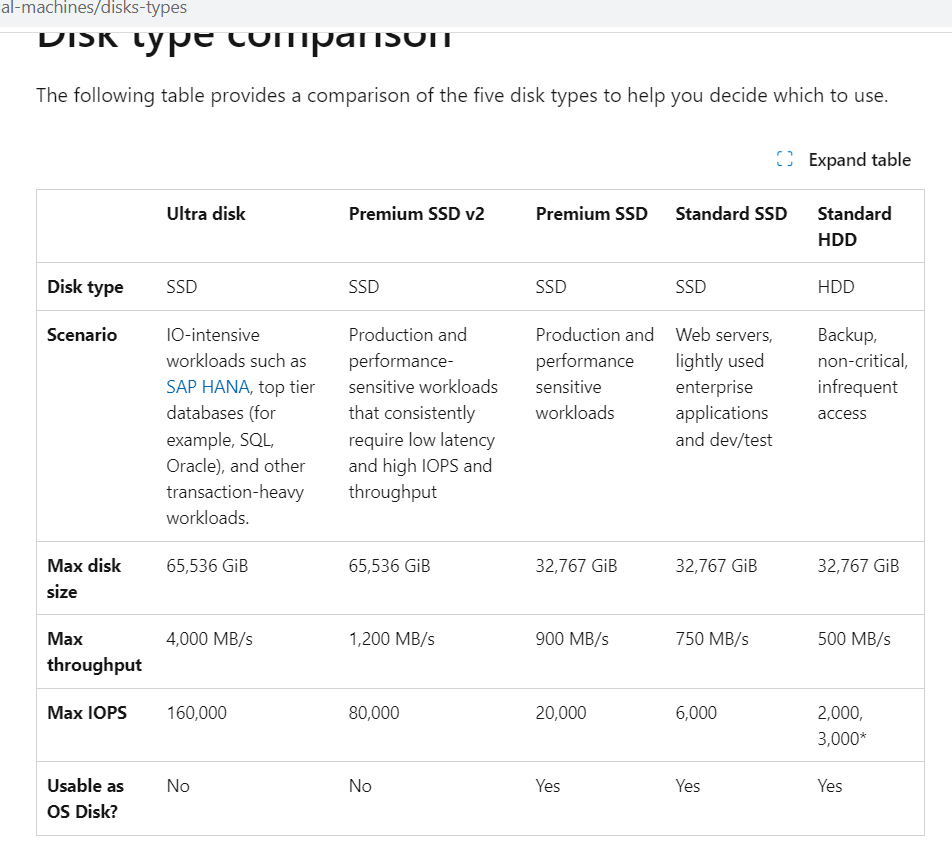 al-machines/disks-types
Disk type comparison
The following table provides a comparison of the five disk types to help you decide which to use.
Expand table
Ultra disk Premium SSD v2 Premium SSD Standard SSD Standard HDD
Disk type SSD SSD SSD SSD HDD
Scenario IO-intensive Production and Production and Web servers, Backup,
workloads such as performance- performance lightly used non-critical,
SAP HANA, top tier sensitive workloads sensitive enterprise infrequent
databases (for that consistently workloads applications access
example, SQL, require low latency and dev/test
Oracle), and other and high IOPS and
transaction-heavy throughput
workloads.
Max disk size 65,536 GiB 65,536 GiB 32,767 GiB 32,767 GiB 32,767 GiB
Max throughput 4,000 MB/s 1,200 MB/s 900 MB/s 750 MB/s 500 MB/s
Max IOPS 160,000 80,000 20,000 6,000 2,000, 3,000*
Usable as OS Disk? No No Yes Yes Yes